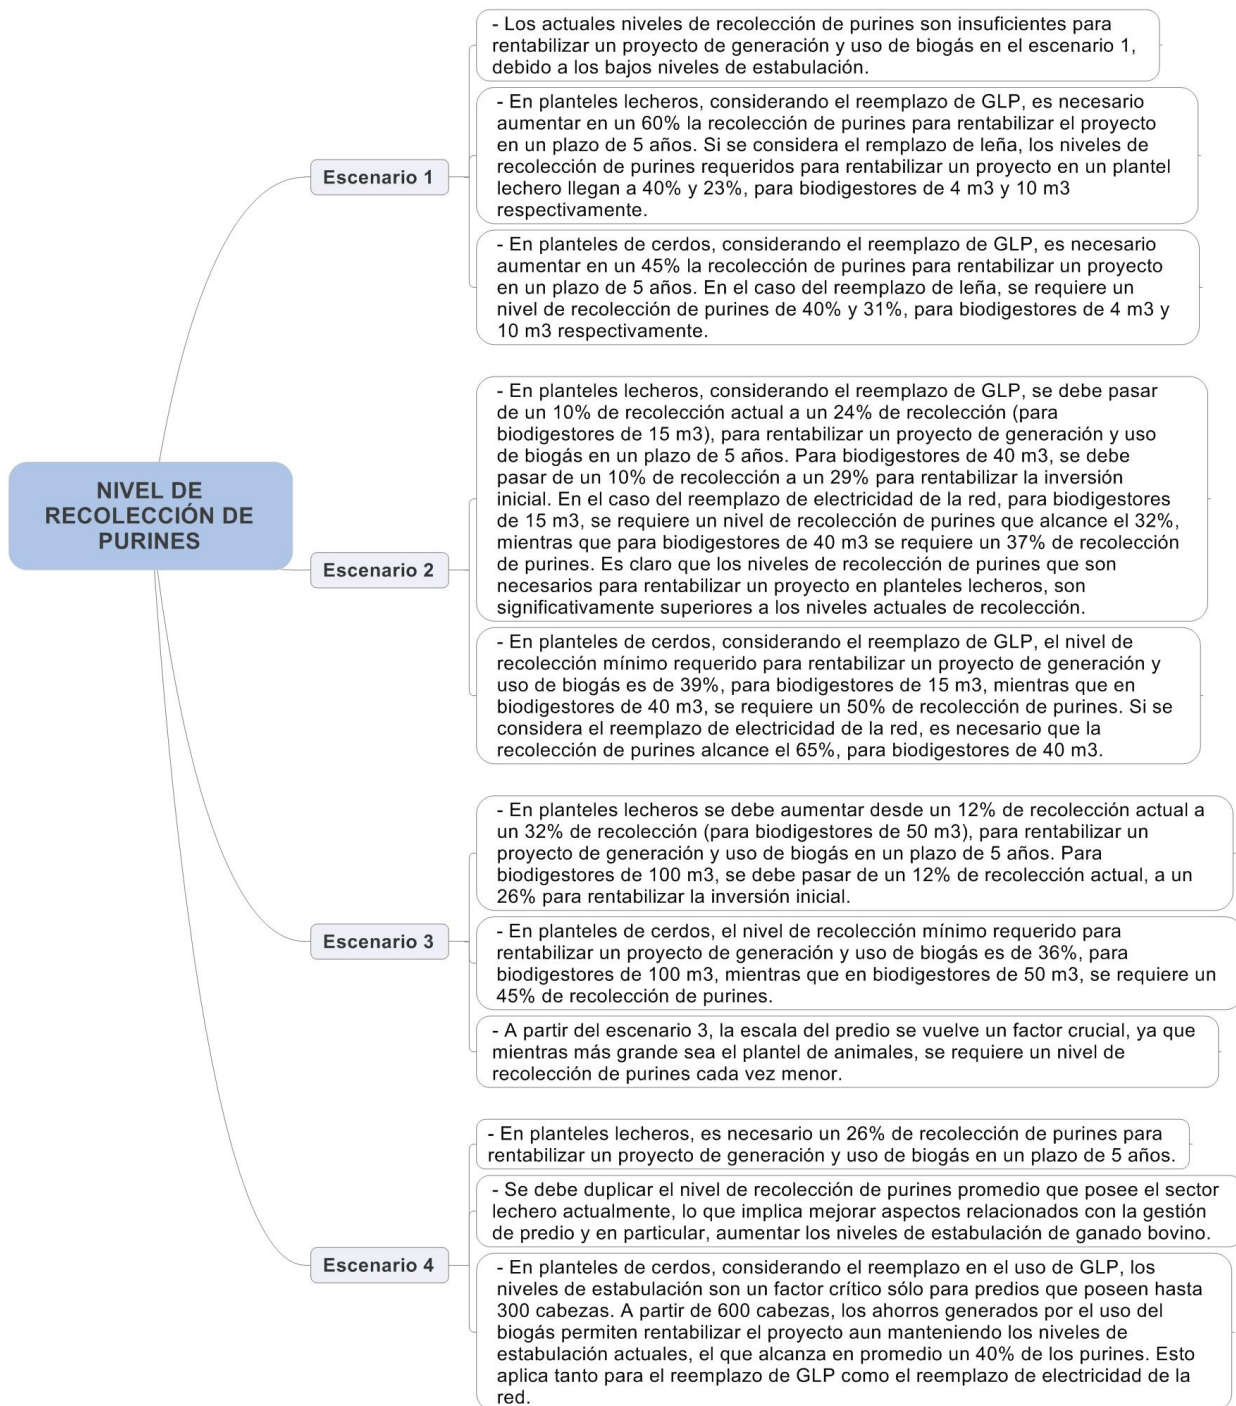 NIVEL DE
RECOLECCIÓN DE
PURINES
Escenario 1
- Los actuales niveles de recolección de purines son insuficientes para
rentabilizar un proyecto de generación y uso de biogás en el escenario 1,
debido a los bajos niveles de estabulación.
- En planteles lecheros, considerando el reemplazo de GLP, es necesario
aumentar en un 60% la recolección de purines para rentabilizar el proyecto
en un plazo de 5 años. Si se considera el remplazo de leña, los niveles de
recolección de purines requeridos para rentabilizar un proyecto en un plantel
lechero llegan a 40% y 23%, para biodigestores de 4 m3 y 10 m3
respectivamente.
- En planteles de cerdos, considerando el reemplazo de GLP, es necesario
aumentar en un 45% la recolección de purines para rentabilizar un proyecto
en un plazo de 5 años. En el caso del reemplazo de leña, se requiere un
nivel de recolección de purines de 40% y 31%, para biodigestores de 4 m3 y
10 m3 respectivamente.
Escenario 2
- En planteles lecheros, considerando el reemplazo de GLP, se debe pasar
de un 10% de recolección actual a un 24% de recolección (para
biodigestores de 15 m3), para rentabilizar un proyecto de generación y uso
de biogás en un plazo de 5 años. Para biodigestores de 40 m3, se debe
pasar de un 10% de recolección a un 29% para rentabilizar la inversión
inicial. En el caso del reemplazo de electricidad de la red, para biodigestores
de 15 m3, se requiere un nivel de recolección de purines que alcance el 32%,
mientras que para biodigestores de 40 m3 se requiere un 37% de recolección
de purines. Es claro que los niveles de recolección de purines que son
necesarios para rentabilizar un proyecto en planteles lecheros, son
significativamente superiores a los niveles actuales de recolección.
- En planteles de cerdos, considerando el reemplazo de GLP, el nivel de
recolección mínimo requerido para rentabilizar un proyecto de generación y
uso de biogás es de 39%, para biodigestores de 15 m3, mientras que en
biodigestores de 40 m3, se requiere un 50% de recolección de purines. Si se
considera el reemplazo de electricidad de la red, es necesario que la
recolección de purines alcance el 65%, para biodigestores de 40 m3.
Escenario 3
- En planteles lecheros se debe aumentar desde un 12% de recolección actual a
un 32% de recolección (para biodigestores de 50 m3), para rentabilizar un
proyecto de generación y uso de biogás en un plazo de 5 años. Para
biodigestores de 100 m3, se debe pasar de un 12% de recolección actual, a un
26% para rentabilizar la inversión inicial.
- En planteles de cerdos, el nivel de recolección mínimo requerido para
rentabilizar un proyecto de generación y uso de biogás es de 36%, para
biodigestores de 100 m3, mientras que en biodigestores de 50 m3, se requiere un
45% de recolección de purines.
- A partir del escenario 3, la escala del predio se vuelve un factor crucial, ya que
mientras más grande sea el plantel de animales, se requiere un nivel de
recolección de purines cada vez menor.
Escenario 4
- En planteles lecheros, es necesario un 26% de recolección de purines para
rentabilizar un proyecto de generación y uso de biogás en un plazo de 5 años.
- Se debe duplicar el nivel de recolección de purines promedio que posee el sector
lechero actualmente, lo que implica mejorar aspectos relacionados con la gestión
de predio y en particular, aumentar los niveles de estabulación de ganado bovino.
- En planteles de cerdos, considerando el reemplazo en el uso de GLP, los
niveles de estabulación son un factor crítico sólo para predios que poseen hasta
300 cabezas. A partir de 600 cabezas, los ahorros generados por el uso del
biogás permiten rentabilizar el proyecto aun manteniendo los niveles de
estabulación actuales, el que alcanza en promedio un 40% de los purines. Esto
aplica tanto para el reemplazo de GLP como el reemplazo de electricidad de la
red.